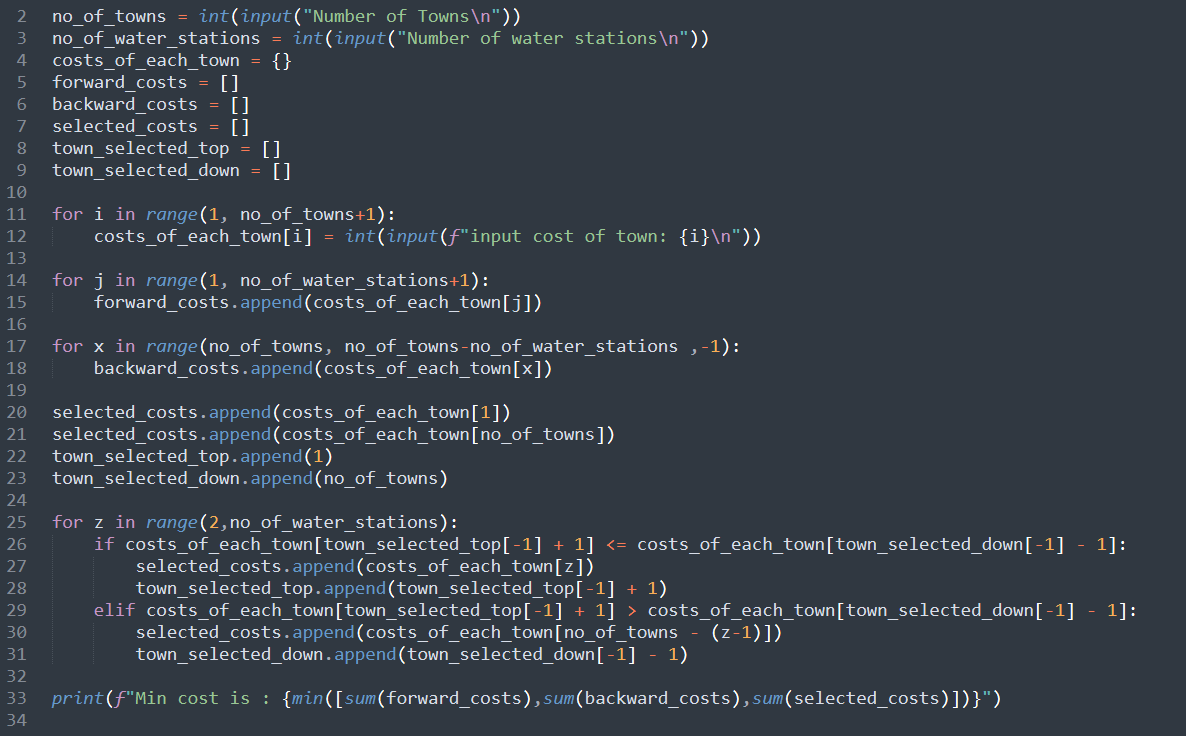 2 no_of_towns = int(input("Number of Towns\n"))
3 no_of_water_stations = int(input("Number of water stations\n"))
4 costs_of_each_town = {}
5 forward_costs = []
6 backward_costs = []
7 selected_costs = []
8 town_selected_top = []
9 town_selected_down = []
10
11 for i in range(1, no_of_towns+1):
12     costs_of_each_town[i] = int(input(f"input cost of town: {i}\n"))
13
14 for j in range(1, no_of_water_stations+1):
15     forward_costs.append(costs_of_each_town[j])
16
17 for x in range(no_of_towns, no_of_towns-no_of_water_stations ,-1):
18     backward_costs.append(costs_of_each_town[x])
19
20 selected_costs.append(costs_of_each_town[1])
21 selected_costs.append(costs_of_each_town[no_of_towns])
22 town_selected_top.append(1)
23 town_selected_down.append(no_of_towns)
24
25 for z in range(2,no_of_water_stations):
26     if costs_of_each_town[town_selected_top[-1] + 1] <= costs_of_each_town[town_selected_down[-1] - 1]:
27         selected_costs.append(costs_of_each_town[z])
28         town_selected_top.append(town_selected_top[-1] + 1)
29     elif costs_of_each_town[town_selected_top[-1] + 1] > costs_of_each_town[town_selected_down[-1] - 1]:
30         selected_costs.append(costs_of_each_town[no_of_towns - (z-1)])
31         town_selected_down.append(town_selected_down[-1] - 1)
32
33 print(f"Min cost is : {min([sum(forward_costs),sum(backward_costs),sum(selected_costs)])}")
34